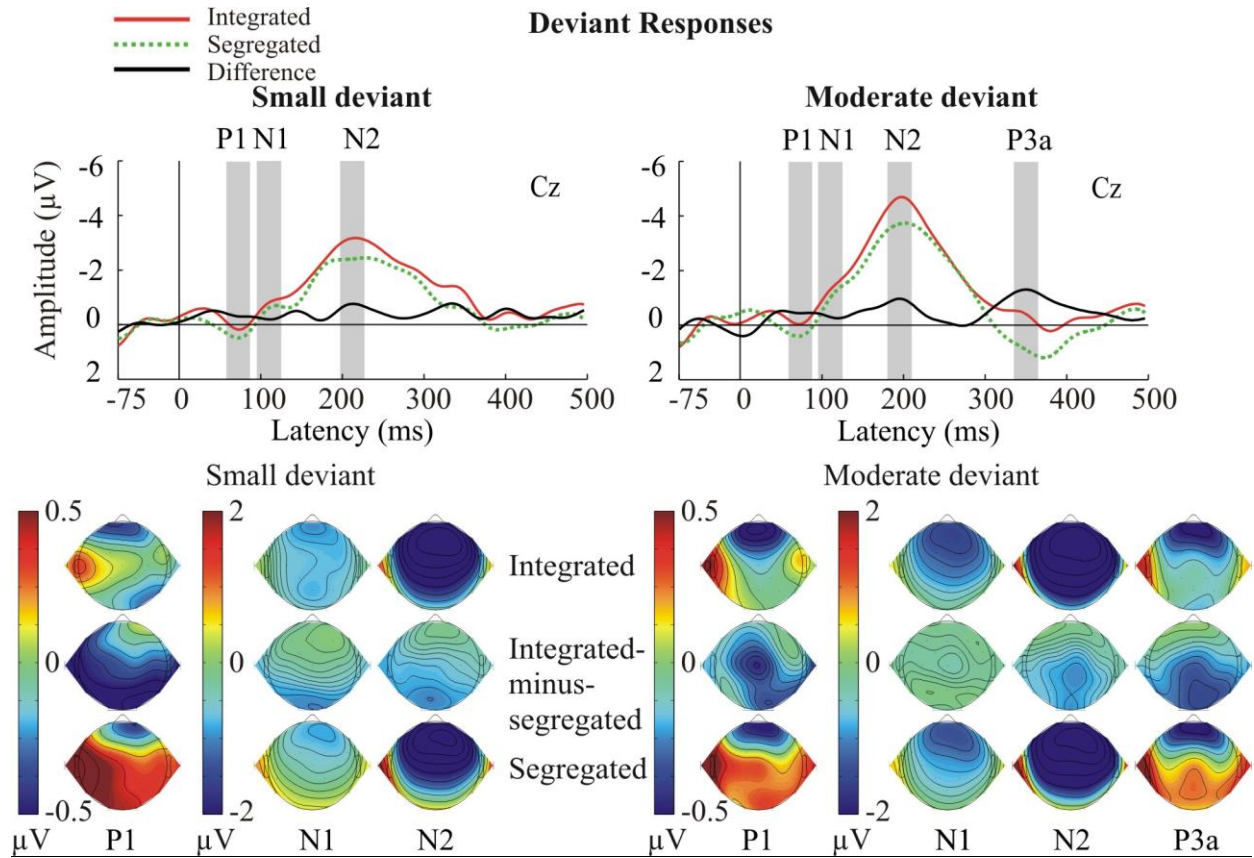 Integrated
Segregated
Difference
Deviant Responses
Small deviant
Moderate deviant
P1 N1 N2
P1 N1 N2 P3a
Amplitude (µV)
-6
-4
-2
0
2
Cz
-75 0 100 200 300 400 500
Latency (ms)
-6
-4
-2
0
2
Cz
-75 0 100 200 300 400 500
Latency (ms)
Small deviant
Moderate deviant
0.5
0
-0.5
µV
2
0
-2
µV
Integrated
Integrated-
minus-
segregated
Segregated
P1 N1 N2
0.5
0
-0.5
µV
2
0
-2
µV
P1 N1 N2 P3a